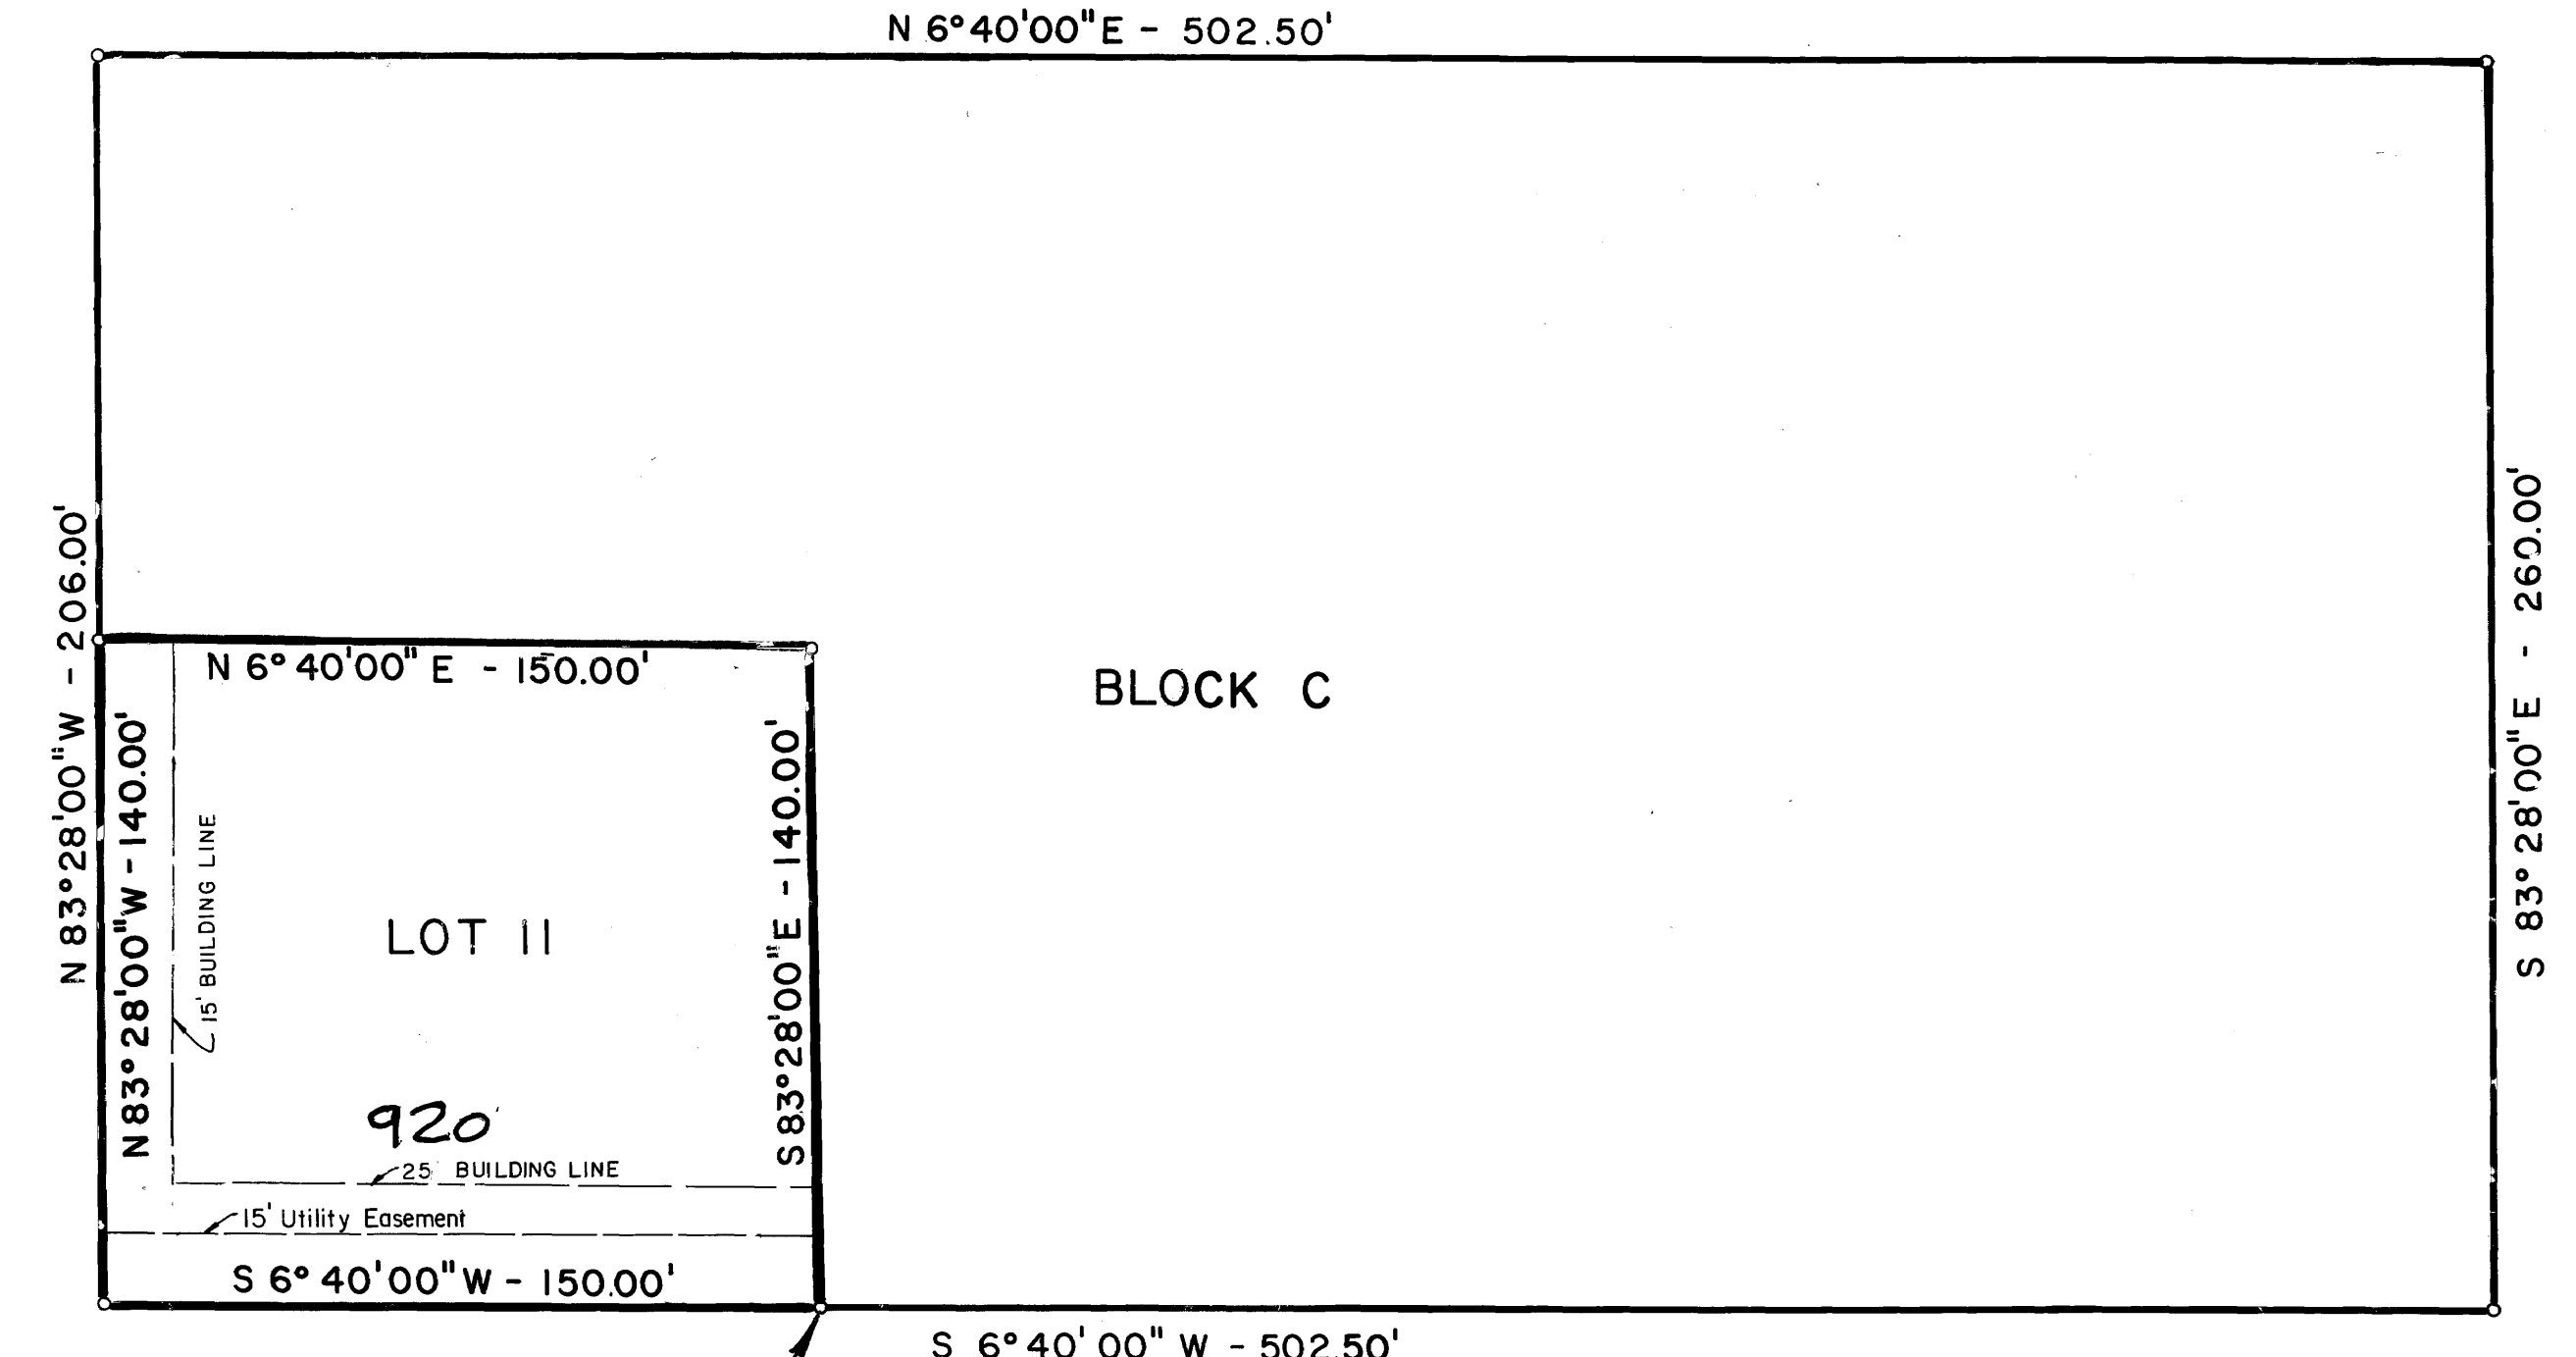 N 6°40'00"E - 502.50'
N 83°28'00"W - 206.00'
S 83°28'00"E - 260.00'
N 6°40'00" E - 150.00'
BLOCK C
N 83°28'00"W - 140.00'
15' BUILDING LINE
LOT 11
S 83°28'00"E - 140.00'
920
25' BUILDING LINE
15' Utility Easement
S 6°40'00"W - 150.00'
S 6°40'00" W - 502.50'